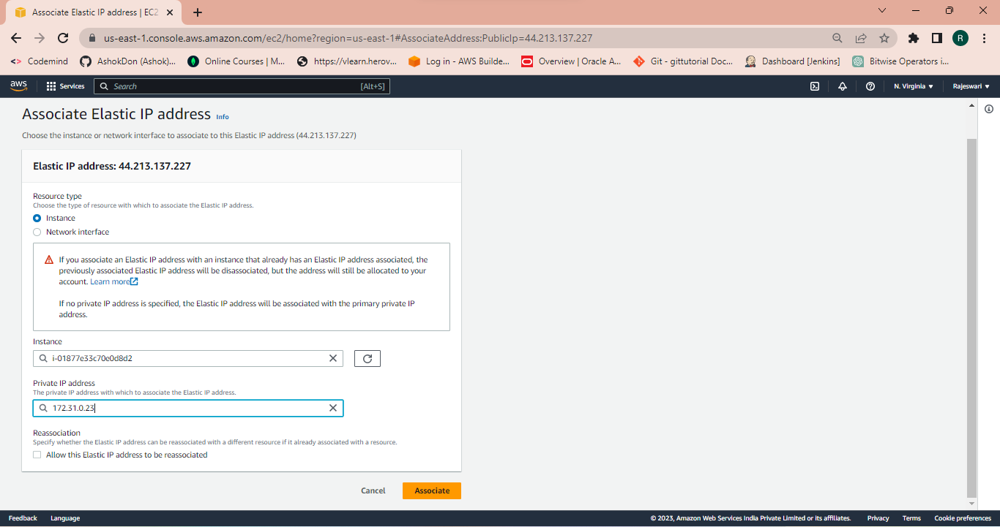 Associate Elastic IP address | EC2
us-east-1.console.aws.amazon.com/ec2/home?region=us-east-1#AssociateAddress:PublicIp=44.213.137.227
R
<> Codemind
AshokDon (Ashok)...
Online Courses | M...
https://vlearn.herov...
Log in - AWS Builde...
Overview | Oracle A...
Git - gittutorial Doc...
Dashboard [Jenkins]
Bitwise Operators i...
aws
Services
Search
[Alt+S]
N. Virginia
Rajeswari
Associate Elastic IP address Info
Choose the instance or network interface to associate to this Elastic IP address (44.213.137.227)
Elastic IP address: 44.213.137.227
Resource type
Choose the type of resource with which to associate the Elastic IP address.
Instance
Network interface
If you associate an Elastic IP address with an instance that already has an Elastic IP address associated, the
previously associated Elastic IP address will be disassociated, but the address will still be allocated to your
account. Learn more
If no private IP address is specified, the Elastic IP address will be associated with the primary private IP
address.
Instance
i-01877e33c70e0d8d2
Private IP address
The private IP address with which to associate the Elastic IP address.
172.31.0.23
Reassociation
Specify whether the Elastic IP address can be reassociated with a different resource if it already associated with a resource.
Allow this Elastic IP address to be reassociated
Cancel
Associate
Feedback
Language
© 2023, Amazon Web Services India Private Limited or its affiliates.
Privacy
Terms
Cookie preferences